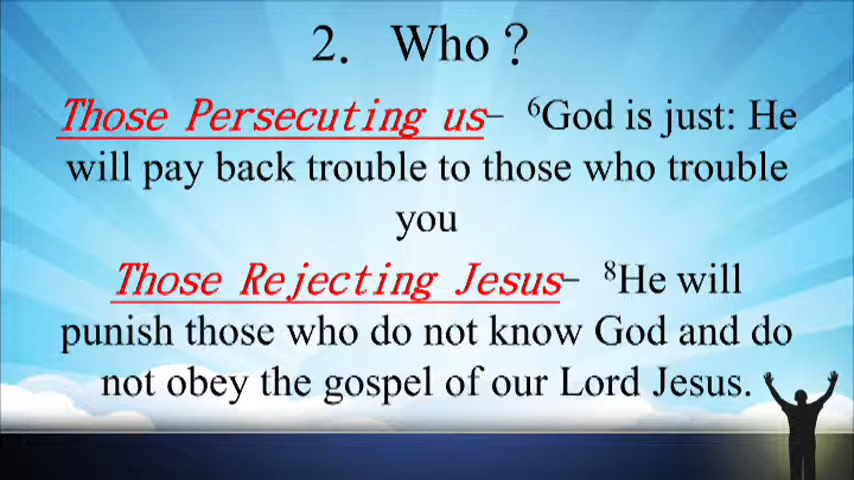 2. Who？
Those Persecuting us– ⁶God is just: He
will pay back trouble to those who trouble
you
Those Rejecting Jesus– ⁸He will
punish those who do not know God and do
not obey the gospel of our Lord Jesus.